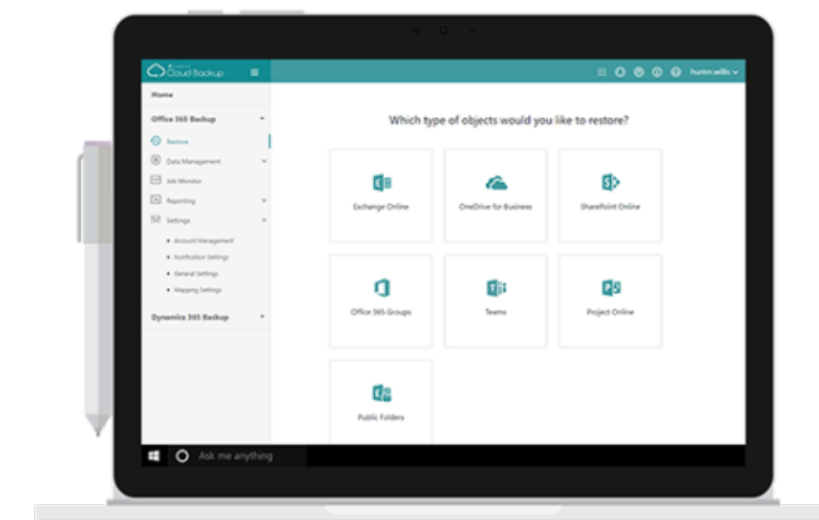 Cloud Backup
hunter.willis
Home
Office 365 Backup
Restore
Data Management
Job Monitor
Reporting
Settings
Account Management
Notification Settings
General Settings
Mapping Settings
Dynamics 365 Backup
Which type of objects would you like to restore?
Exchange Online
OneDrive for Business
SharePoint Online
Office 365 Groups
Teams
Project Online
Public Folders
Ask me anything